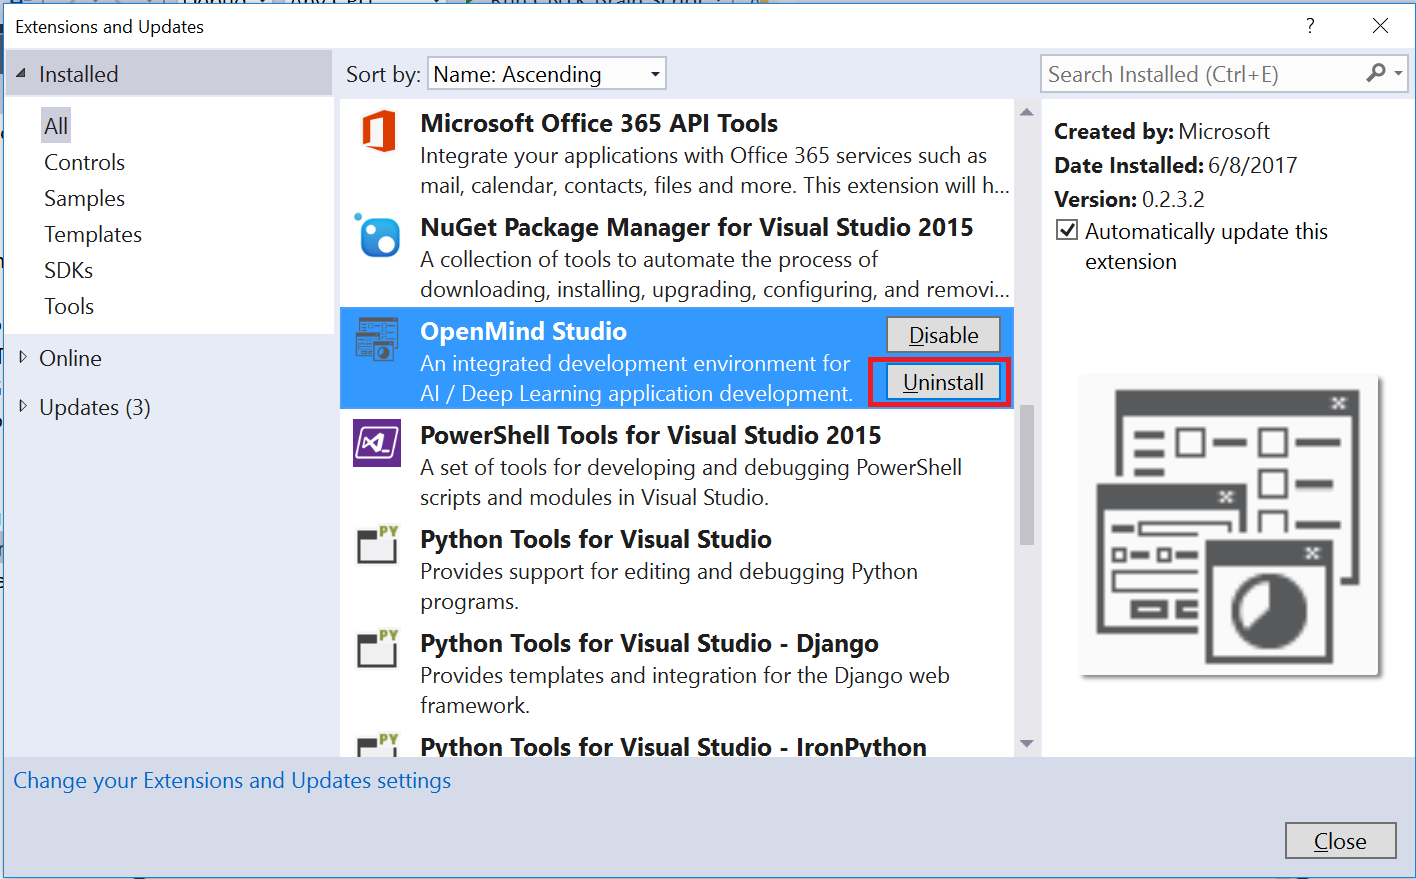 Extensions and Updates
?
Installed
All
Controls
Samples
Templates
SDKs
Tools
Online
Updates (3)
Sort by: Name: Ascending
Microsoft Office 365 API Tools
Integrate your applications with Office 365 services such as
mail, calendar, contacts, files and more. This extension will h...
NuGet Package Manager for Visual Studio 2015
A collection of tools to automate the process of
downloading, installing, upgrading, configuring, and removi...
OpenMind Studio
An integrated development environment for
AI / Deep Learning application development.
Disable
Uninstall
PowerShell Tools for Visual Studio 2015
A set of tools for developing and debugging PowerShell
scripts and modules in Visual Studio.
PY
Python Tools for Visual Studio
Provides support for editing and debugging Python
programs.
PY
Python Tools for Visual Studio - Django
Provides templates and integration for the Django web
framework.
PY
Python Tools for Visual Studio - IronPython
Search Installed (Ctrl+E)
Created by: Microsoft
Date Installed: 6/8/2017
Version: 0.2.3.2
Automatically update this
extension
Change your Extensions and Updates settings
Close